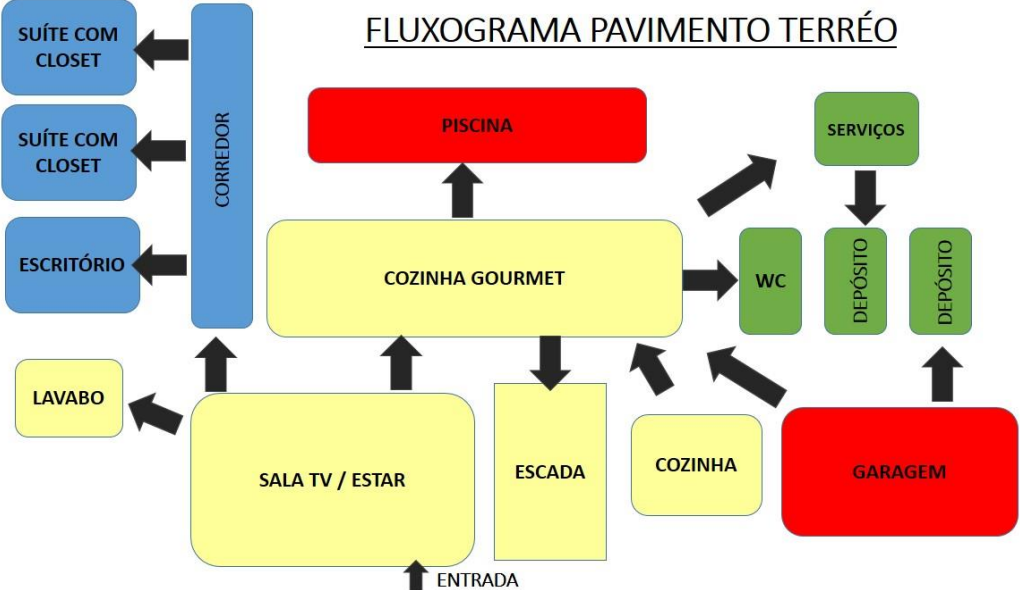 FLUXOGRAMA PAVIMENTO TERRÉO
SUÍTE COM
CLOSET
SUÍTE COM
CLOSET
ESCRITÓRIO
CORREDOR
PISCINA
SERVIÇOS
COZINHA GOURMET
WC
DEPÓSITO
DEPÓSITO
LAVABO
SALA TV / ESTAR
ESCADA
COZINHA
GARAGEM
ENTRADA